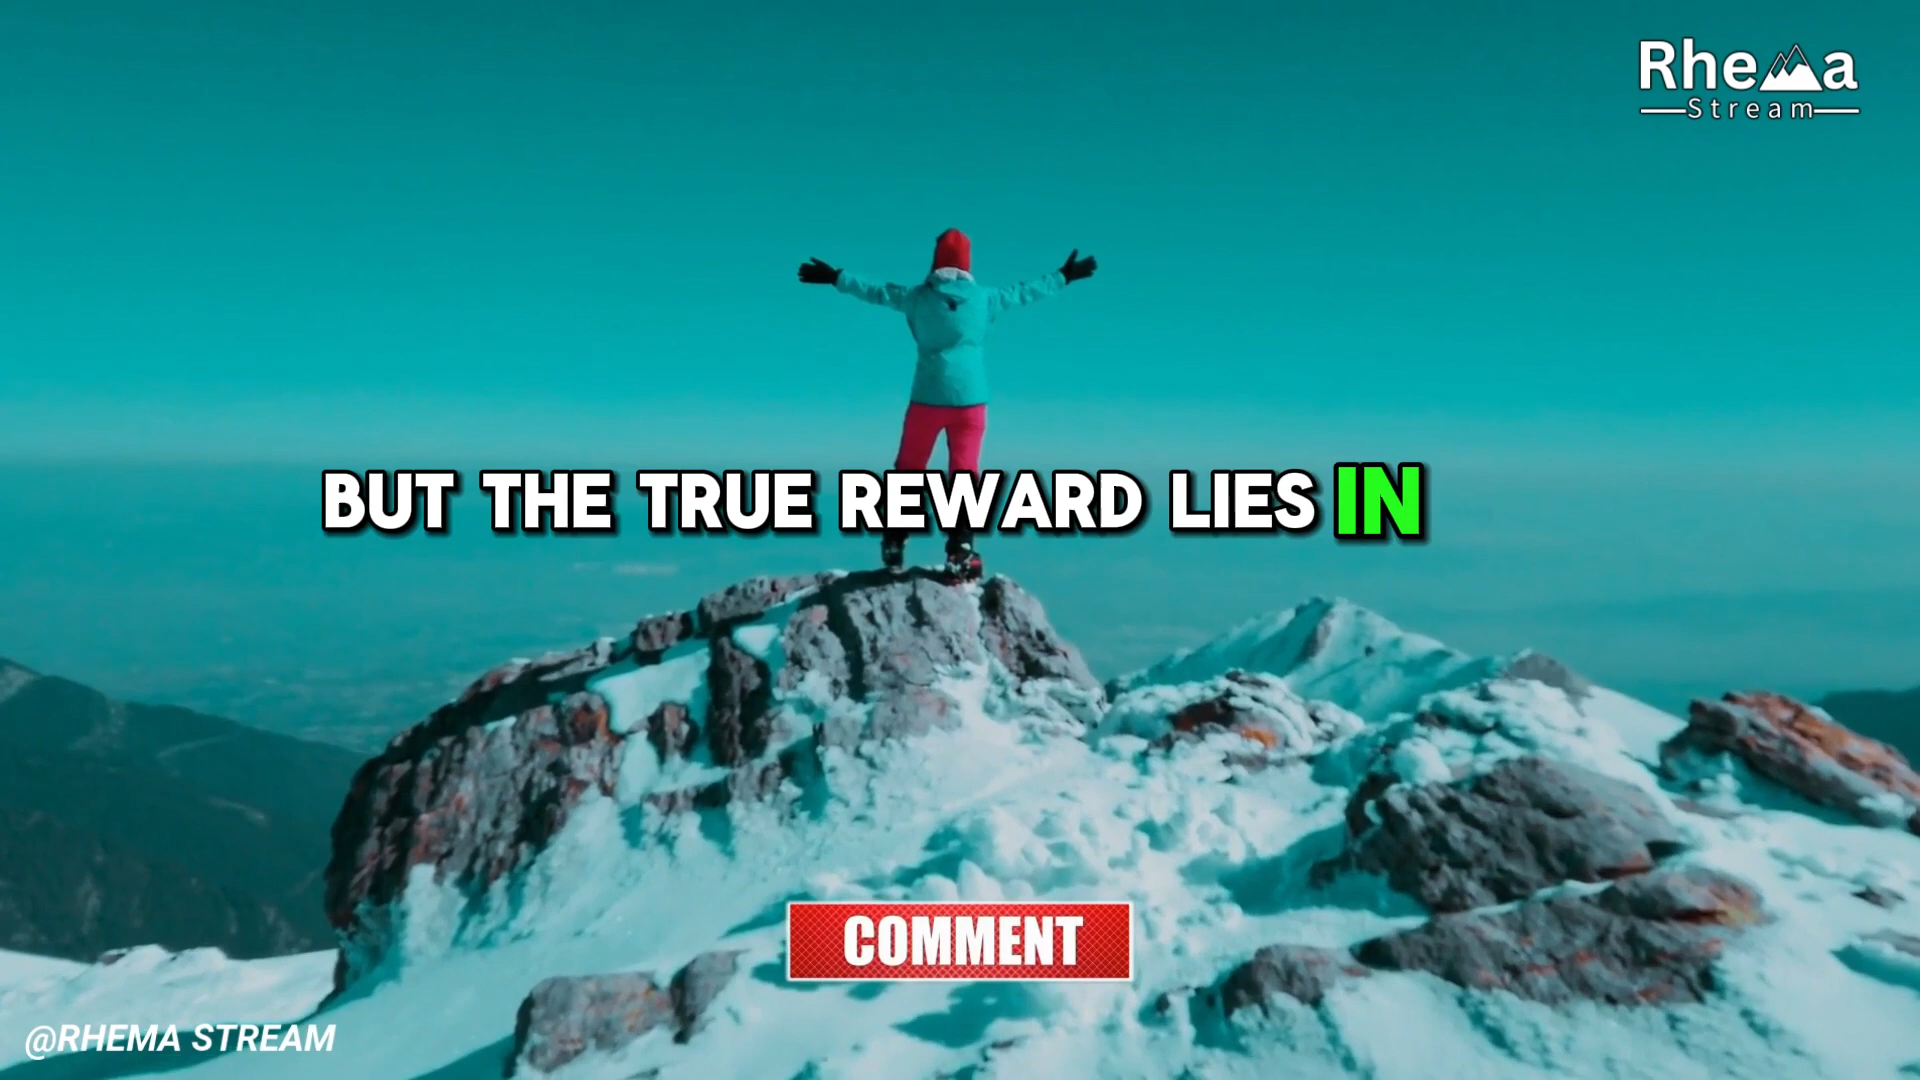 Rhema
Stream
BUT THE TRUE REWARD LIES IN
COMMENT
@RHEMA STREAM